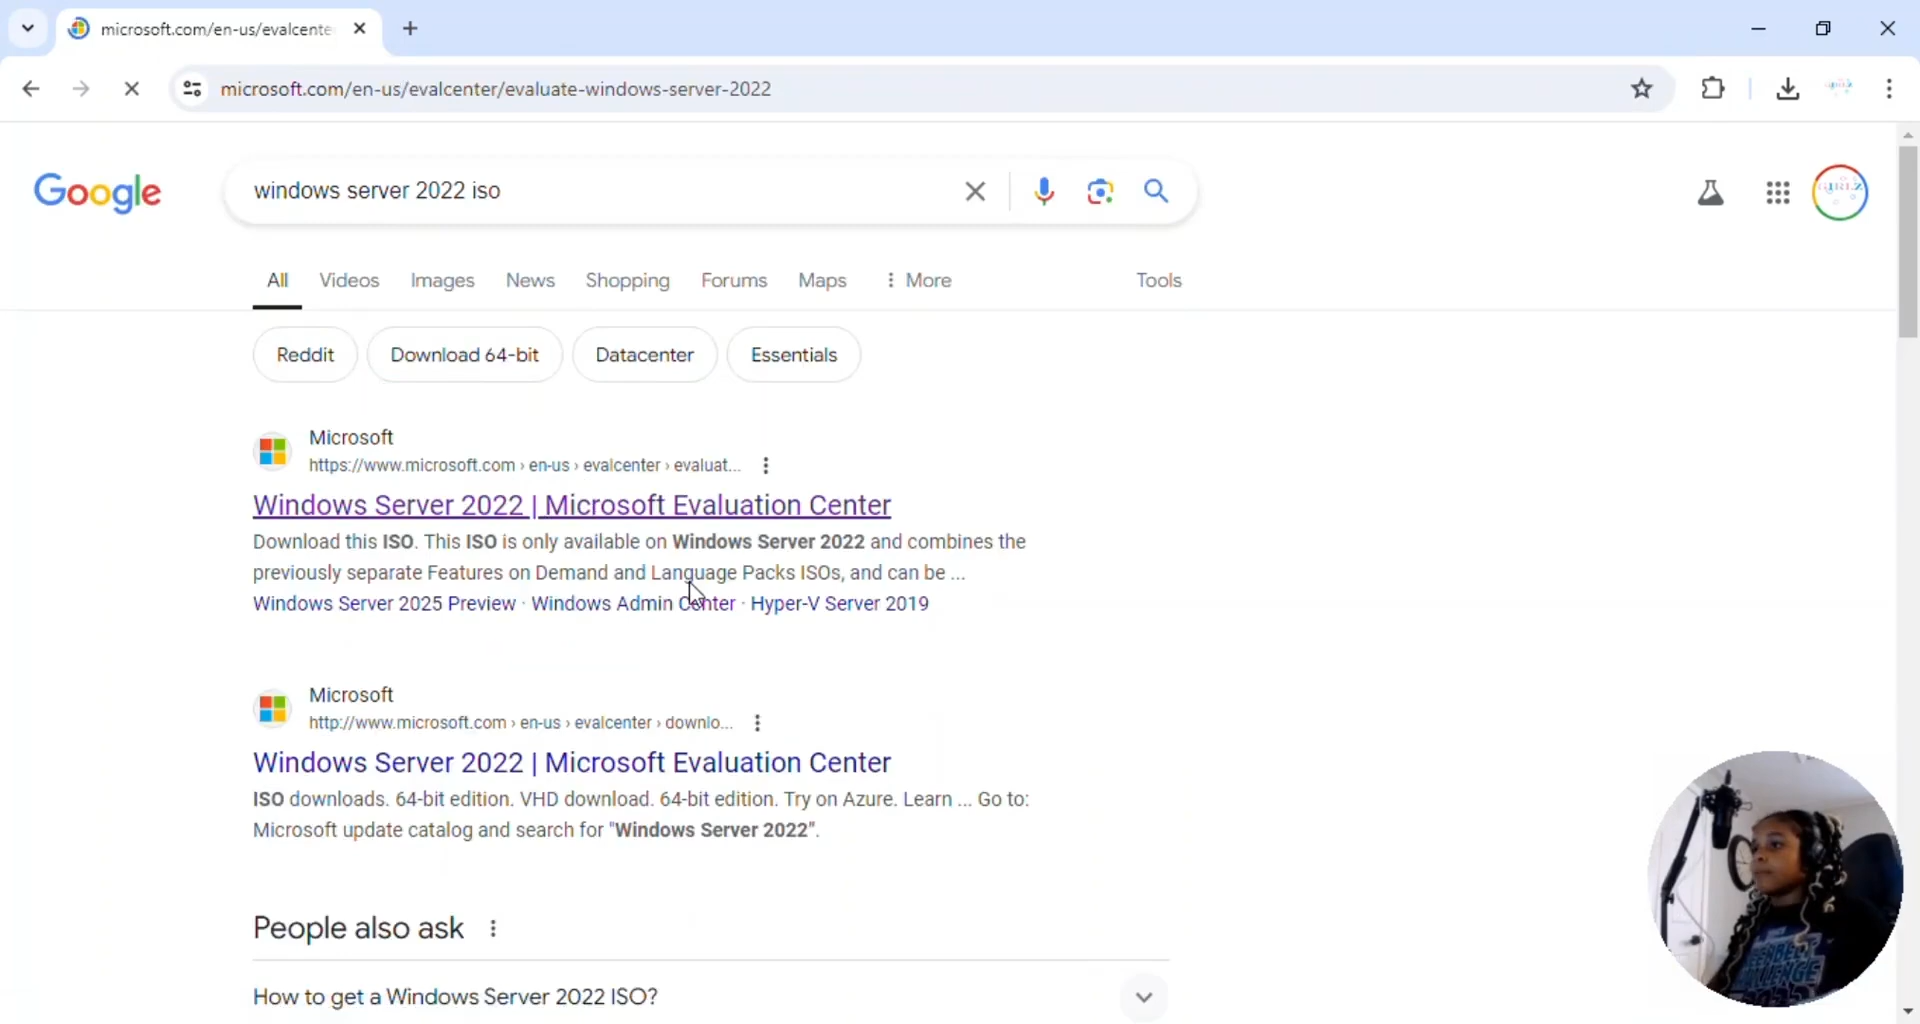 microsoft.com/en-us/evalcente
microsoft.com/en-us/evalcenter/evaluate-windows-server-2022
Google
windows server 2022 iso
GIRLZ
All Videos Images News Shopping Forums Maps More Tools
Reddit Download 64-bit Datacenter Essentials
Microsoft
https://www.microsoft.com › en-us › evalcenter › evaluat...
Windows Server 2022 | Microsoft Evaluation Center
Download this ISO. This ISO is only available on Windows Server 2022 and combines the
previously separate Features on Demand and Language Packs ISOs, and can be ...
Windows Server 2025 Preview · Windows Admin Center · Hyper-V Server 2019
Microsoft
http://www.microsoft.com › en-us › evalcenter › downlo...
Windows Server 2022 | Microsoft Evaluation Center
ISO downloads. 64-bit edition. VHD download. 64-bit edition. Try on Azure. Learn ... Go to:
Microsoft update catalog and search for "Windows Server 2022".
People also ask
How to get a Windows Server 2022 ISO?